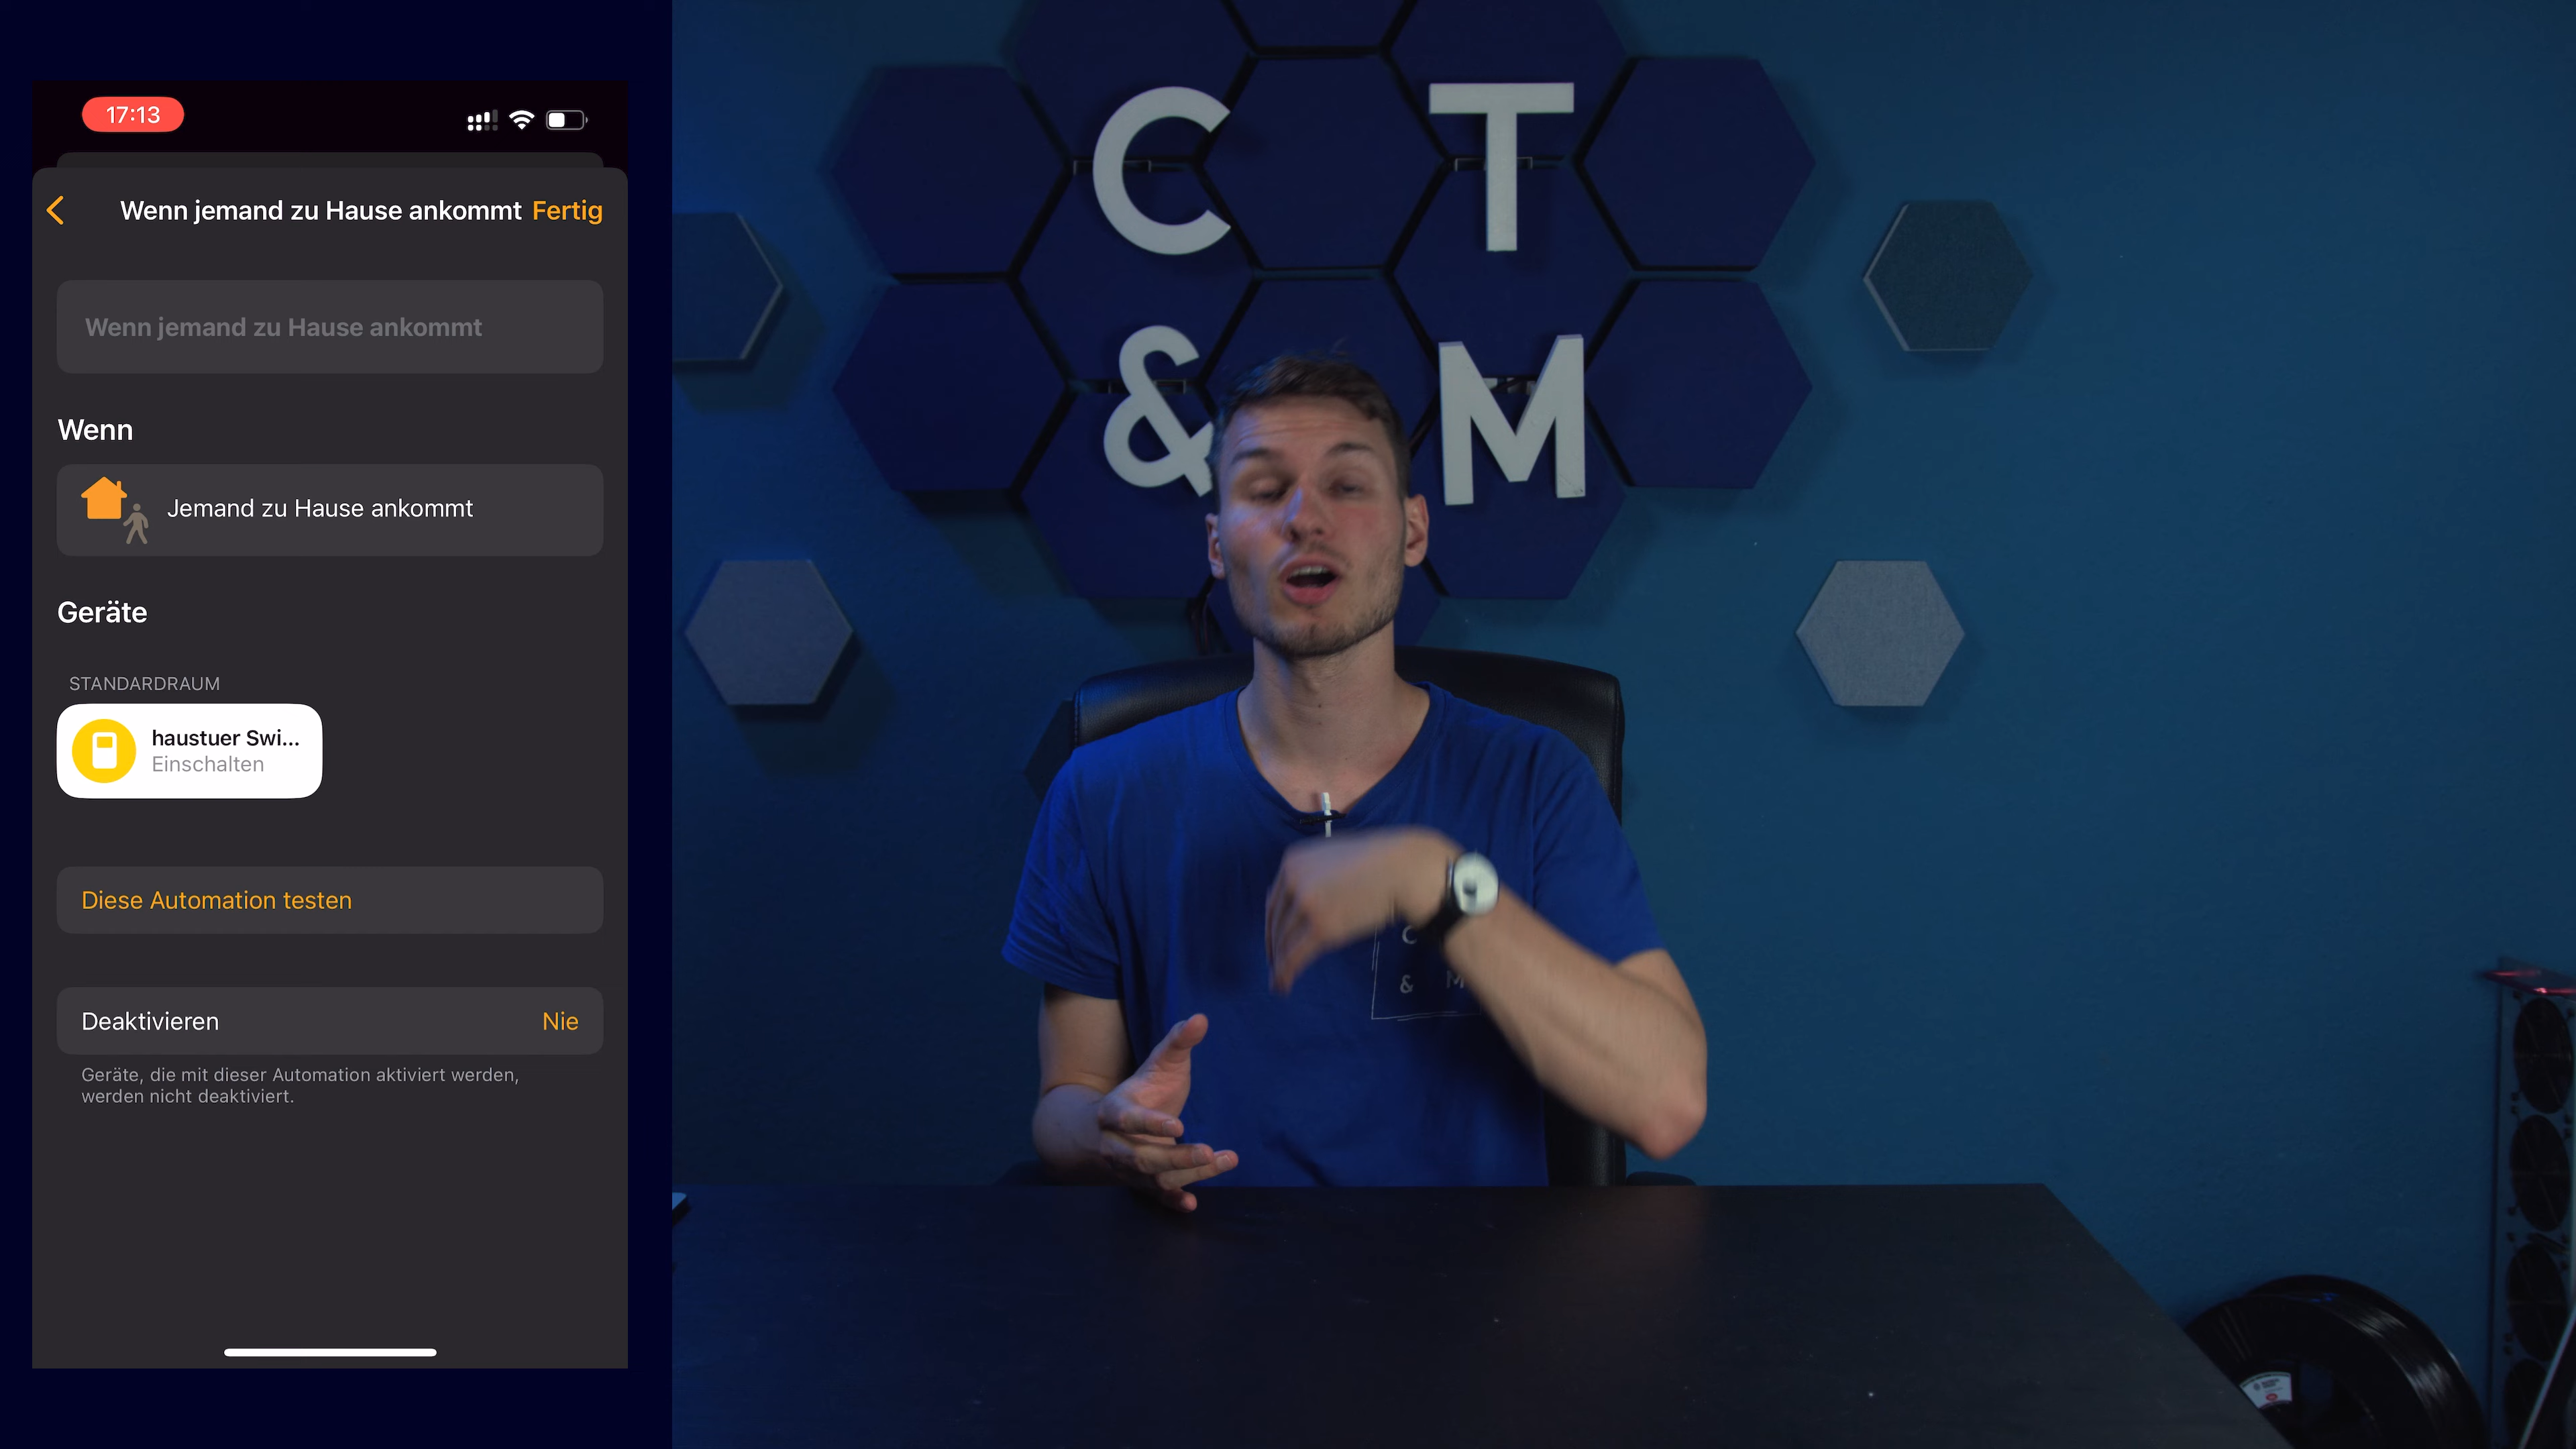 17:13
Wenn jemand zu Hause ankommt Fertig
Wenn jemand zu Hause ankommt
Wenn
Jemand zu Hause ankommt
Geräte
STANDARDRAUM
haustuer Swi...
Einschalten
Diese Automation testen
Deaktivieren Nie
Geräte, die mit dieser Automation aktiviert werden,
werden nicht deaktiviert.
C T
& M
C
& M